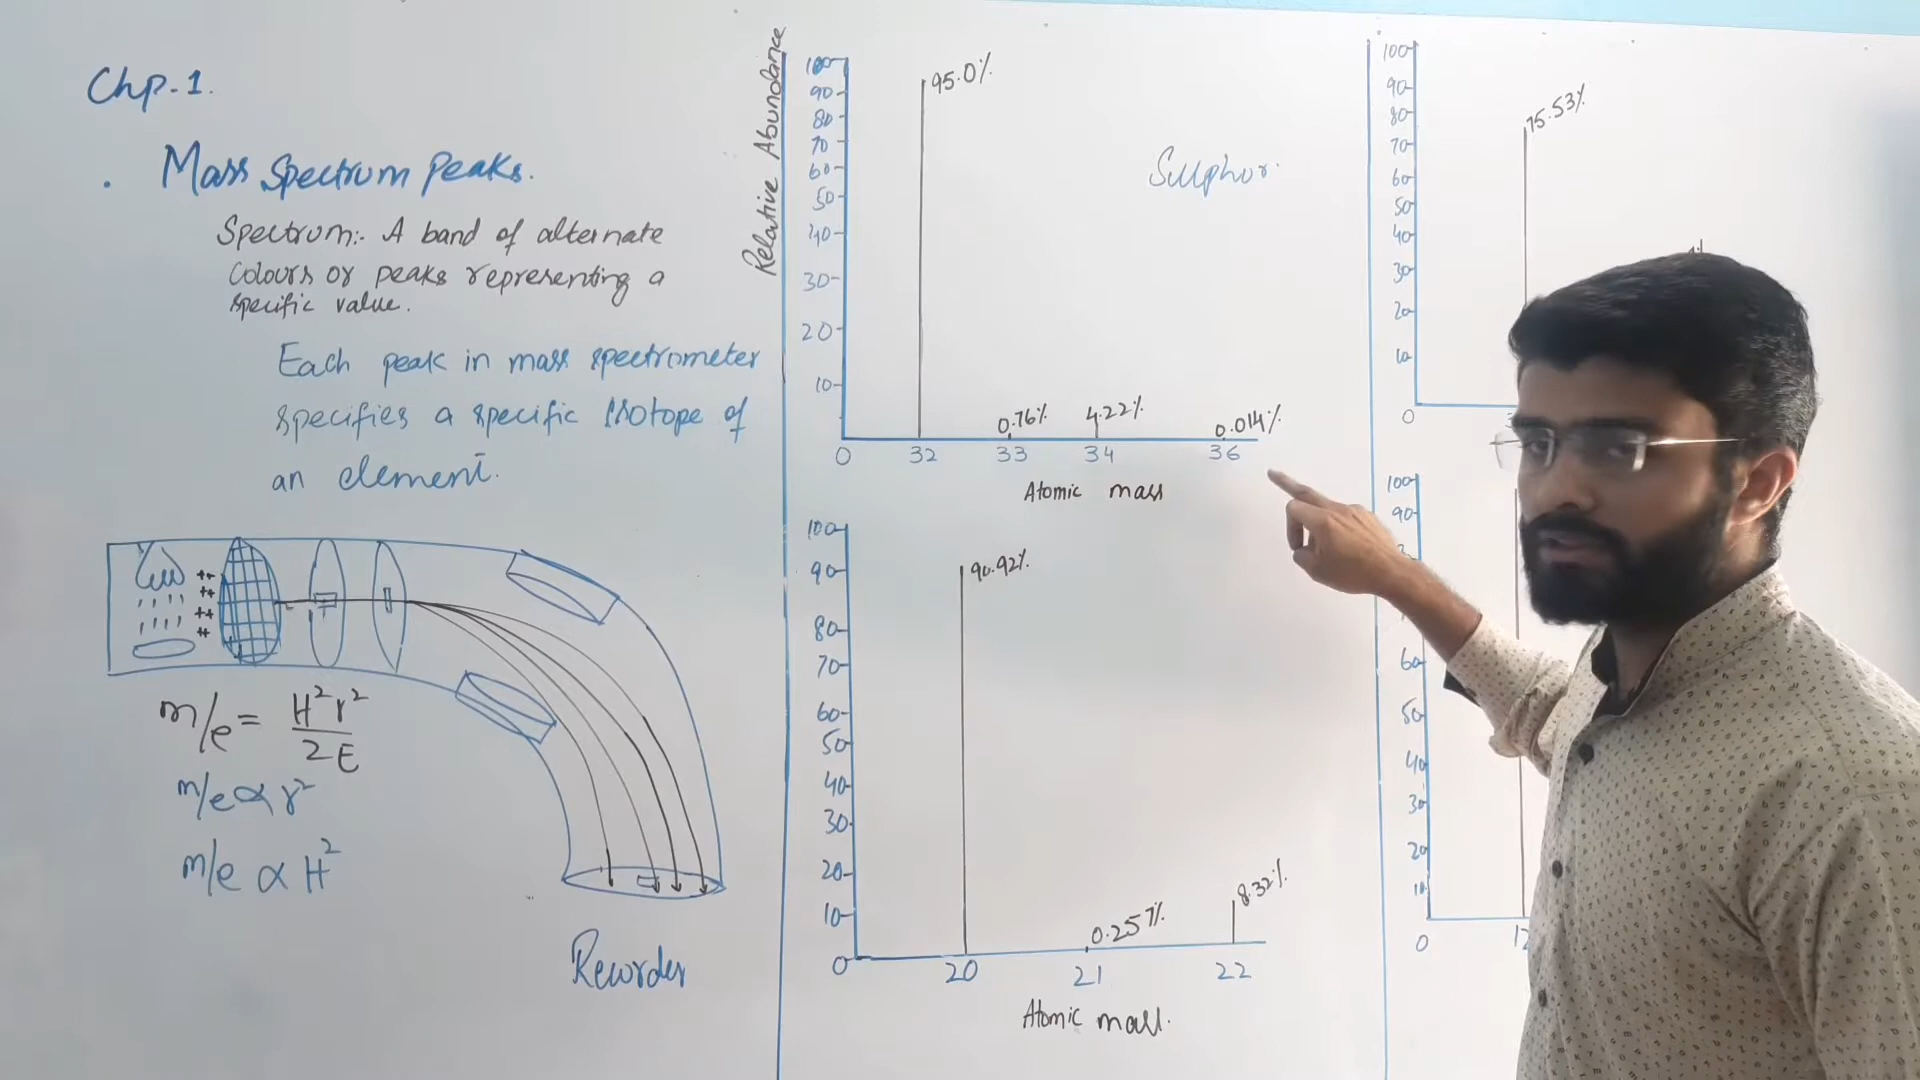 Chp.1.
. Mass Spectrum Peaks.
Spectrum:- A band of alternate
Colours or peaks representing a
specific value.
Each peak in mass spectrometer
specifies a specific Isotope of
an element.
++
++
++
++
m/e = H²r²
2E
m/e ∝ r²
m/e ∝ H²
Recorder
Relative Abundance
100
90
80
70
60
50
40
30
20
10
95.0%
0.76%
4.22%
0.014%
Sulphur.
0 32 33 34 36
Atomic mass
100
90
80
70
60
50
40
30
20
10
90.92%
0.257%
8.32%
0 20 21 22
Atomic mass.
100
90
80
70
60
50
40
30
20
10
0
75.53%
100
90
60
50
40
30
20
10
0 12